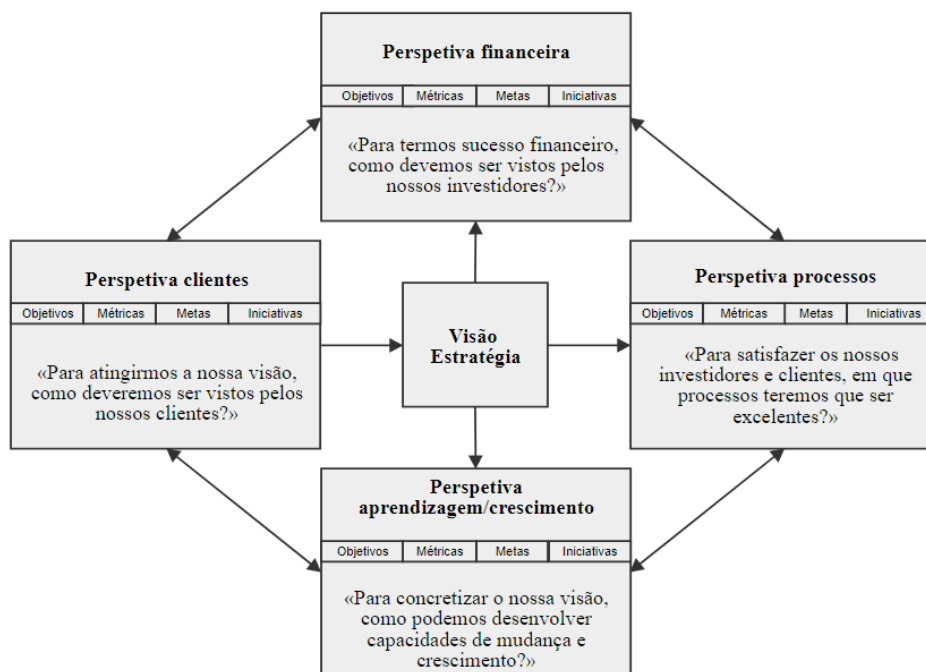 Perspetiva financeira
Objetivos Métricas Metas Iniciativas
«Para termos sucesso financeiro,
como devemos ser vistos pelos
nossos investidores?»
Perspetiva clientes
Objetivos Métricas Metas Iniciativas
«Para atingirmos a nossa visão,
como deveremos ser vistos pelos
nossos clientes?»
Visão
Estratégia
Perspetiva processos
Objetivos Métricas Metas Iniciativas
«Para satisfazer os nossos
investidores e clientes, em que
processos teremos que ser
excelentes?»
Perspetiva
aprendizagem/crescimento
Objetivos Métricas Metas Iniciativas
«Para concretizar o nossa visão,
como podemos desenvolver
capacidades de mudança e
crescimento?»